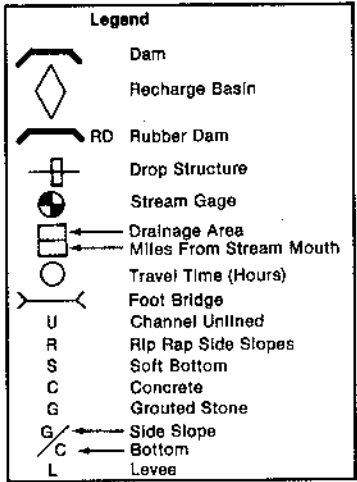 Legend
Dam
Recharge Basin
RD Rubber Dam
Drop Structure
Stream Gage
Drainage Area
Miles From Stream Mouth
Travel Time (Hours)
Foot Bridge
U Channel Unlined
R Rip Rap Side Slopes
S Soft Bottom
C Concrete
G Grouted Stone
G Side Slope
C Bottom
L Levee